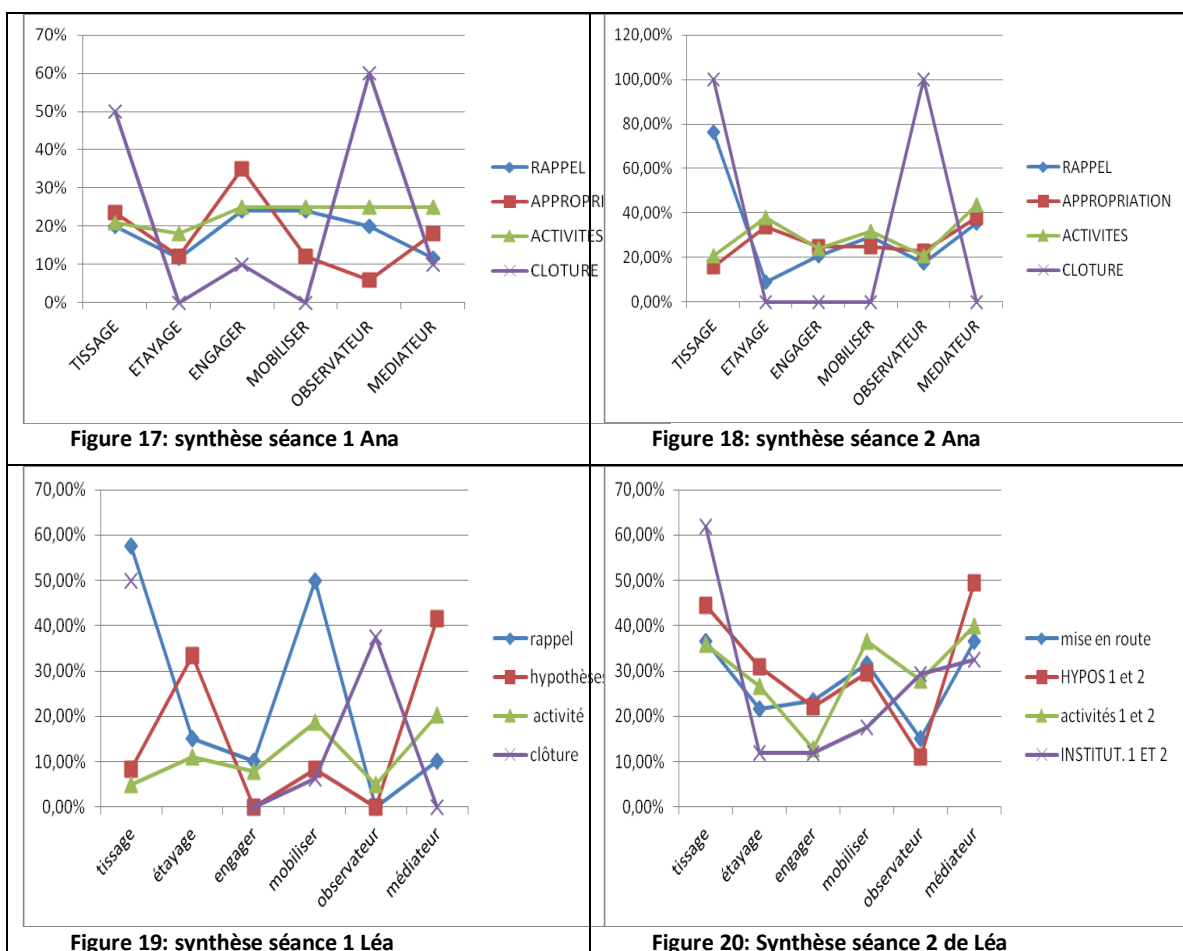 70%
60%
50%
40%
30%
20%
10%
0%
TISSAGE
ETAYAGE
ENGAGER
MOBILISER
OBSERVATEUR
MEDIATEUR
RAPPEL
APPROPRI
ACTIVITES
CLOTURE
Figure 17: synthèse séance 1 Ana
120,00%
100,00%
80,00%
60,00%
40,00%
20,00%
0,00%
TISSAGE
ETAYAGE
ENGAGER
MOBILISER
OBSERVATEUR
MEDIATEUR
RAPPEL
APPROPRIATION
ACTIVITES
CLOTURE
Figure 18: synthèse séance 2 Ana
70,00%
60,00%
50,00%
40,00%
30,00%
20,00%
10,00%
0,00%
tissage
étayage
engager
mobiliser
observateur
médiateur
rappel
hypothèses
activité
clôture
Figure 19: synthèse séance 1 Léa
70,00%
60,00%
50,00%
40,00%
30,00%
20,00%
10,00%
0,00%
tissage
étayage
engager
mobiliser
observateur
médiateur
mise en route
HYPOS 1 et 2
activités 1 et 2
INSTITUT. 1 ET 2
Figure 20: Synthèse séance 2 de Léa